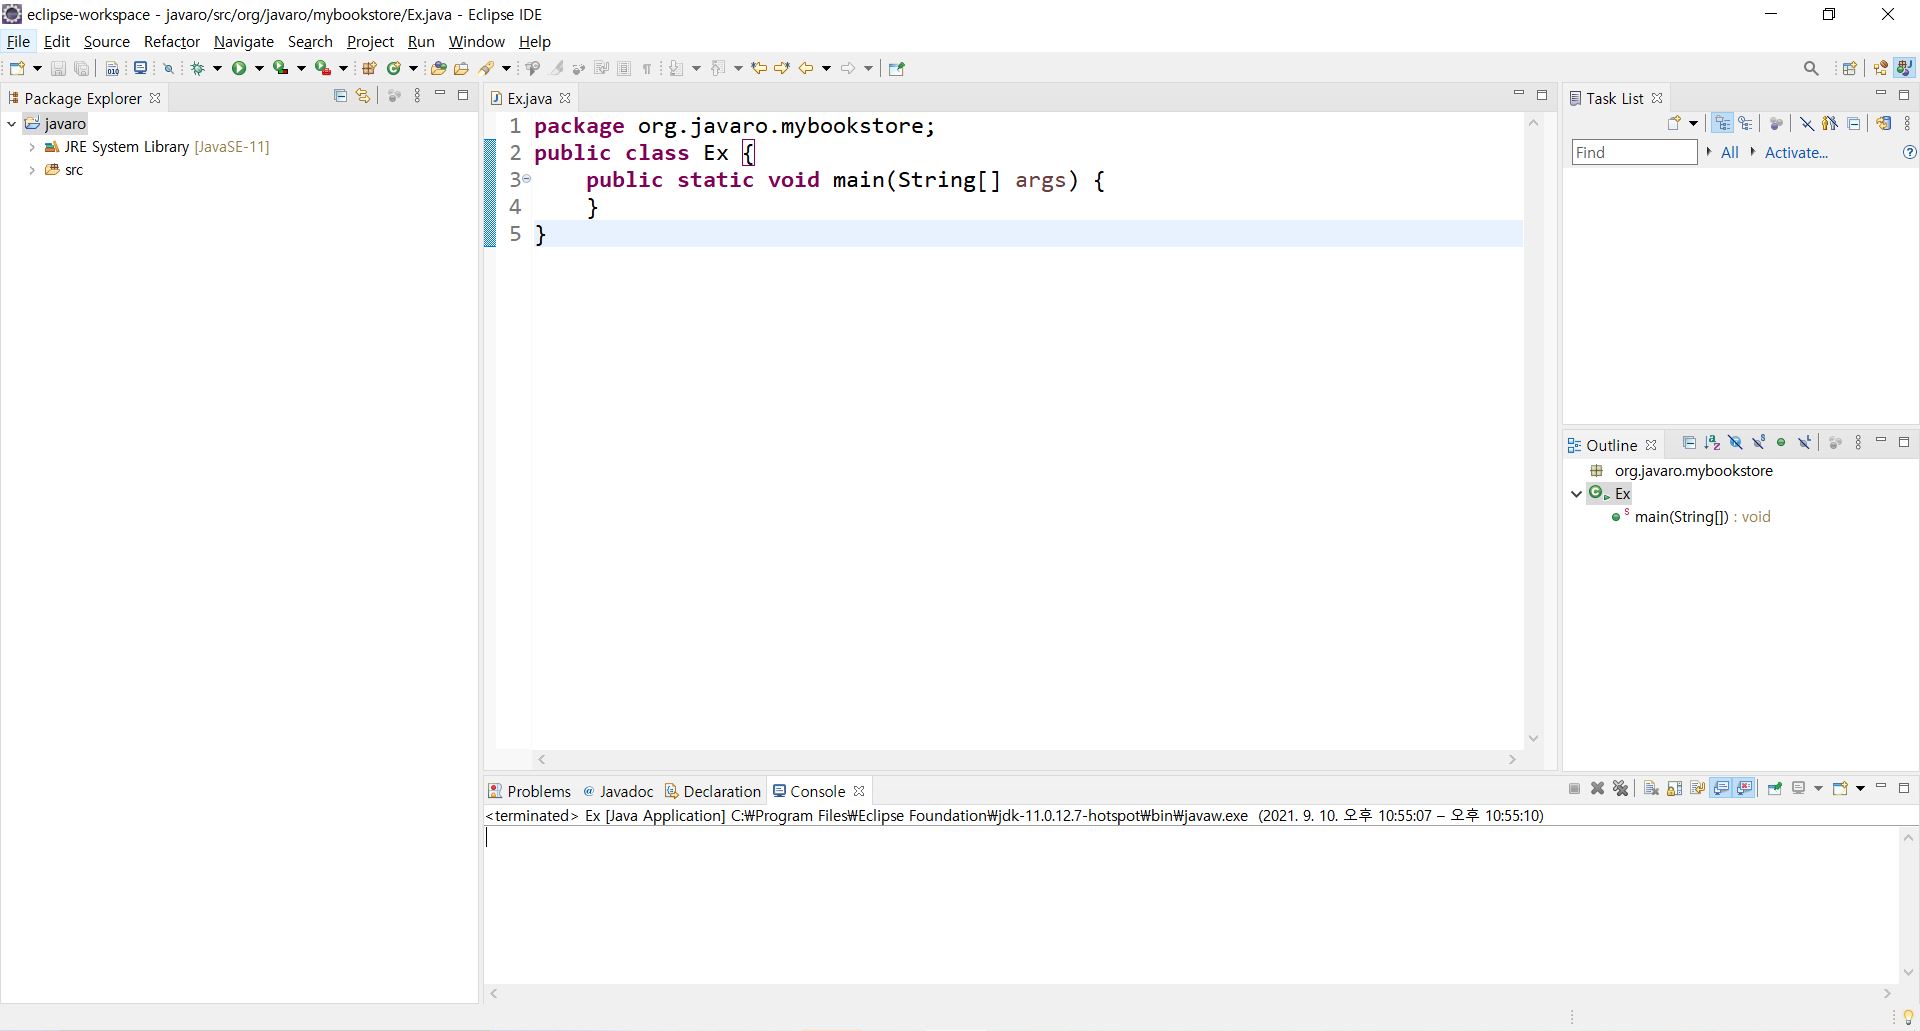 eclipse-workspace - javaro/src/org/javaro/mybookstore/Ex.java - Eclipse IDE
File Edit Source Refactor Navigate Search Project Run Window Help
Package Explorer
javaro
JRE System Library [JavaSE-11]
src
Ex.java
1 package org.javaro.mybookstore;
2 public class Ex {
3     public static void main(String[] args) {
4     }
5 }
Task List
Find All Activate...
Outline
org.javaro.mybookstore
Ex
main(String[]) : void
Problems @ Javadoc Declaration Console
<terminated> Ex [Java Application] C:₩Program Files₩Eclipse Foundation₩jdk-11.0.12.7-hotspot₩bin₩javaw.exe (2021. 9. 10. 오후 10:55:07 – 오후 10:55:10)